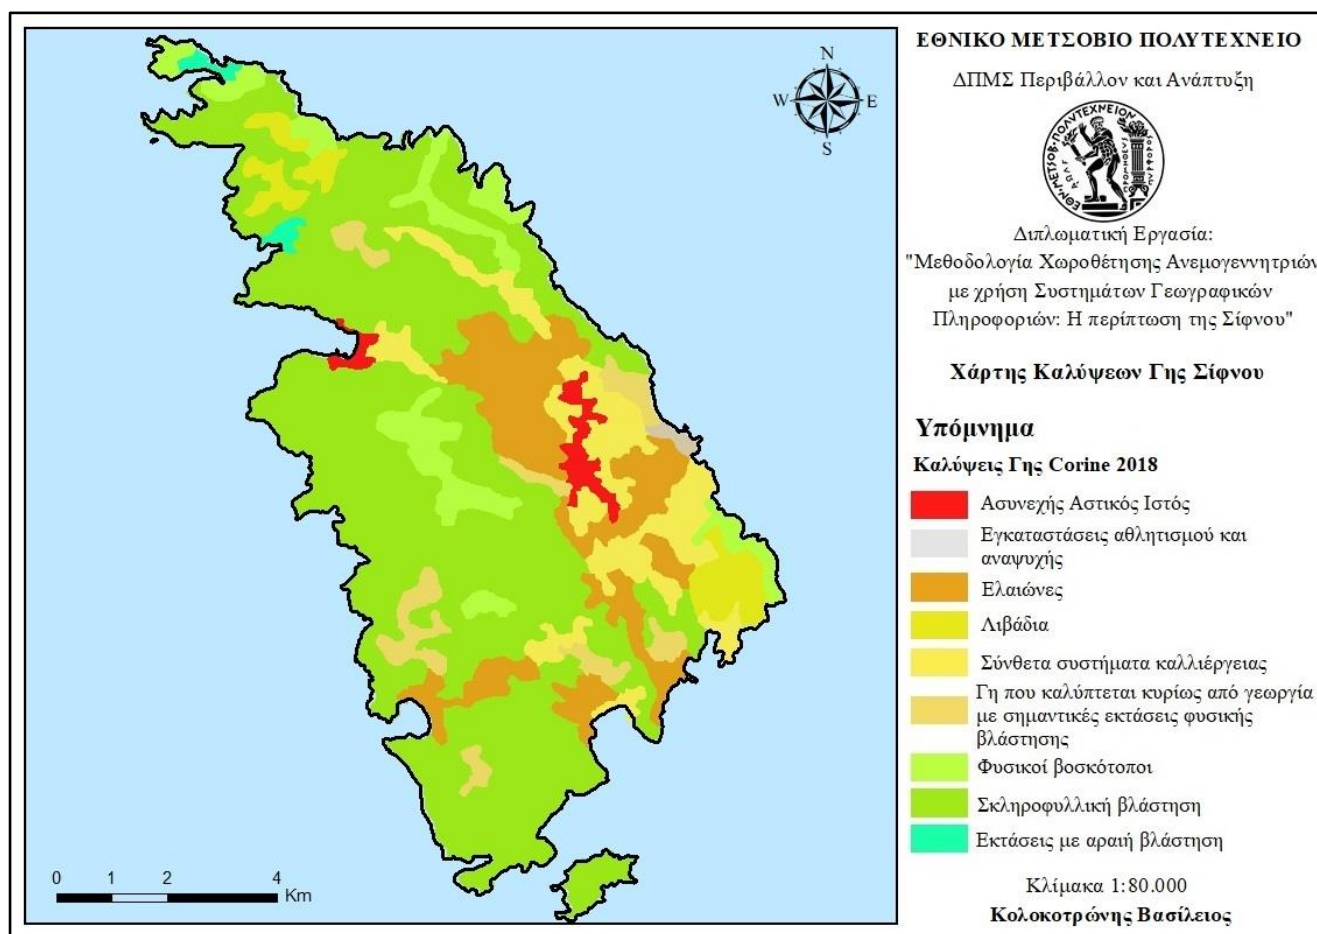 ΕΘΝΙΚΟ ΜΕΤΣΟΒΙΟ ΠΟΛΥΤΕΧΝΕΙΟ
ΔΠΜΣ Περιβάλλον και Ανάπτυξη
Διπλωματική Εργασία:
"Μεθοδολογία Χωροθέτησης Ανεμογεννητριών
με χρήση Συστημάτων Γεωγραφικών
Πληροφοριών: Η περίπτωση της Σίφνου"
Χάρτης Καλύψεων Γης Σίφνου
Υπόμνημα
Καλύψεις Γης Corine 2018
Ασυνεχής Αστικός Ιστός
Εγκαταστάσεις αθλητισμού και
αναψυχής
Ελαιώνες
Λιβάδια
Σύνθετα συστήματα καλλιέργειας
Γη που καλύπτεται κυρίως από γεωργία
με σημαντικές εκτάσεις φυσικής
βλάστησης
Φυσικοί βοσκότοποι
Σκληροφυλλική βλάστηση
Εκτάσεις με αραιή βλάστηση
Κλίμακα 1:80.000
Κολοκοτρώνης Βασίλειος
N
W E
S
0 1 2 4
Km